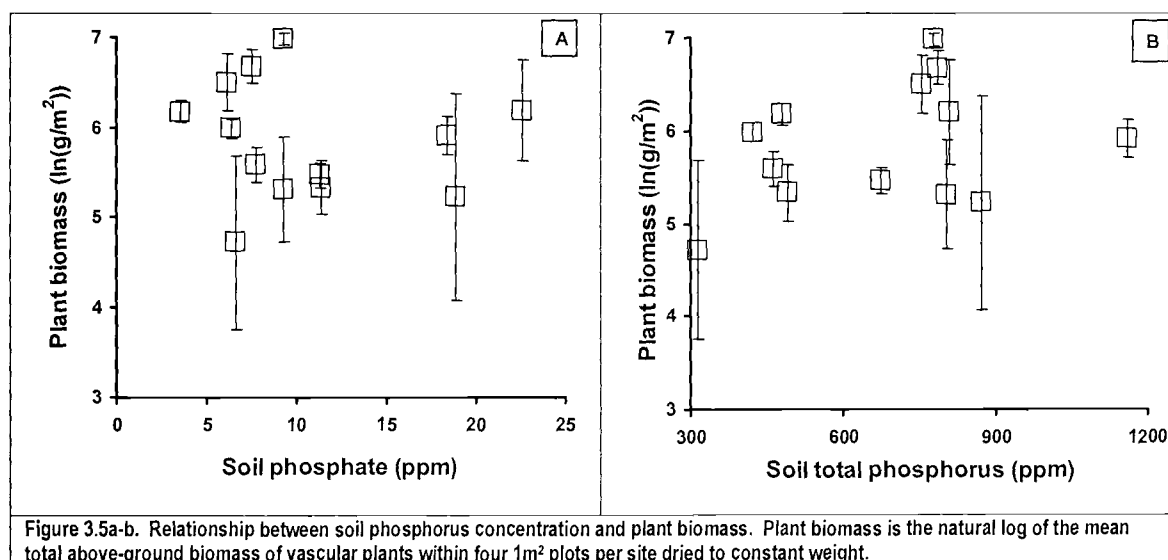 A
Plant biomass (ln(g/m²))
7
6
5
4
3
0 5 10 15 20 25
Soil phosphate (ppm)
B
Plant biomass (ln(g/m²))
7
6
5
4
3
300 600 900 1200
Soil total phosphorus (ppm)
Figure 3.5a-b. Relationship between soil phosphorus concentration and plant biomass. Plant biomass is the natural log of the mean
total above-ground biomass of vascular plants within four 1m² plots per site dried to constant weight.